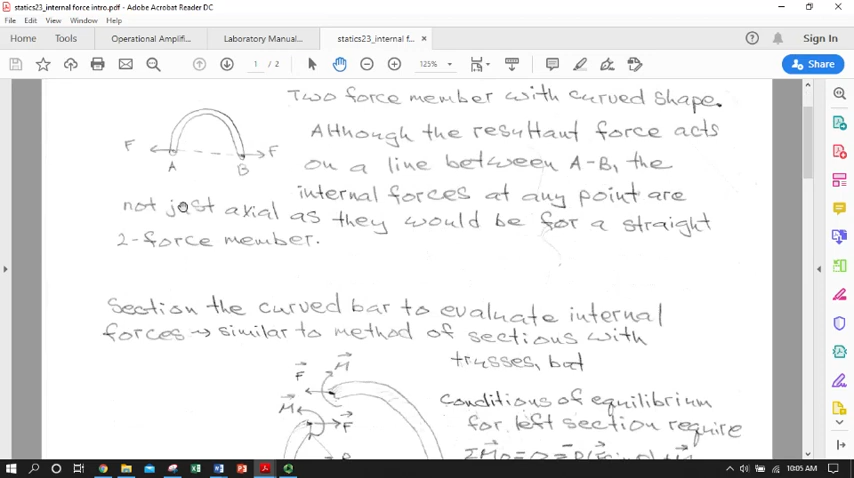 statics23_internal force intro.pdf - Adobe Acrobat Reader DC
File Edit View Window Help
Home Tools Operational Amplifi... Laboratory Manual... statics23_internal f... × Sign In
1 / 2 125% Share
Two force member with curved shape.
F F
A B
Although the resultant force acts
on a line between A-B, the
internal forces at any point are
not just axial as they would be for a straight
2-force member.
Section the curved bar to evaluate internal
forces → similar to method of sections with
trusses, but
M
F
M
F
conditions of equilibrium
for left section require
10:05 AM